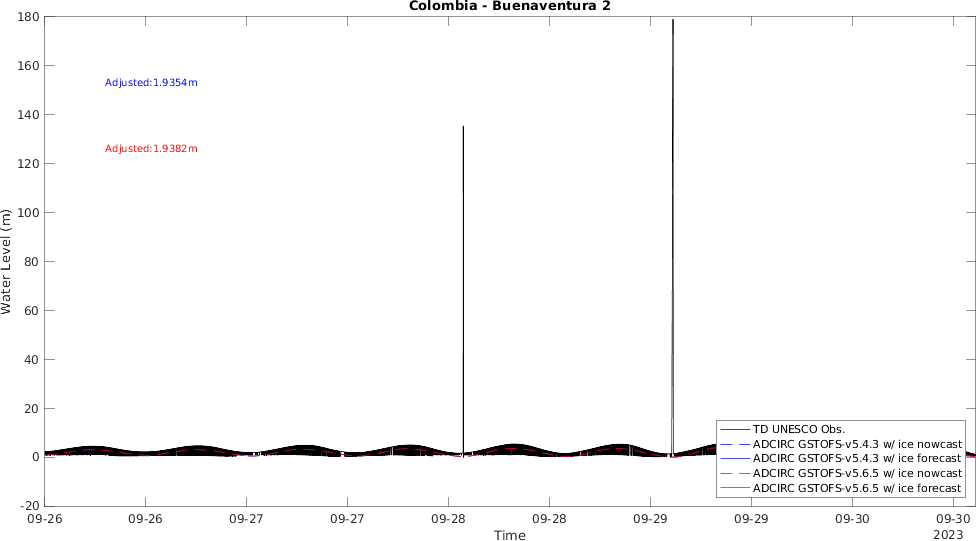 Colombia - Buenaventura 2
180
160
140
120
100
80
60
40
20
0
-20
Water Level (m)
Adjusted:1.9354m
Adjusted:1.9382m
TD UNESCO Obs.
ADCIRC GSTOFS-v5.4.3 w/ ice nowcast
ADCIRC GSTOFS-v5.4.3 w/ ice forecast
ADCIRC GSTOFS-v5.6.5 w/ ice nowcast
ADCIRC GSTOFS-v5.6.5 w/ ice forecast
09-26 09-26 09-27 09-27 09-28 09-28 09-29 09-29 09-30 09-30
2023
Time